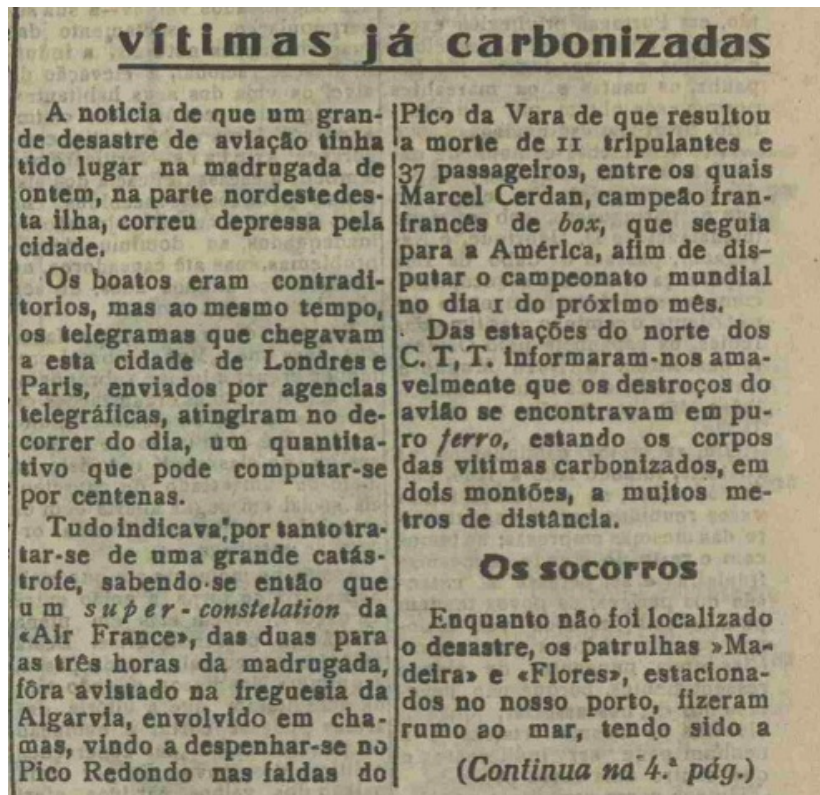 vítimas já carbonizadas
A noticia de que um gran-
de desastre de aviação tinha
tido lugar na madrugada de
ontem, na parte nordeste des-
ta ilha, correu depressa pela
cidade.
Os boatos eram contradi-
torios, mas ao mesmo tempo,
os telegramas que chegavam
a esta cidade de Londres e
Paris, enviados por agencias
telegráficas, atingiram no de-
correr do dia, um quantita-
tivo que pode computar-se
por centenas.
Tudo indicava, por tanto tra-
tar-se de uma grande catás-
trofe, sabendo-se então que
um super-constelation da
«Air France», das duas para
as três horas da madrugada,
fôra avistado na freguesia da
Algarvia, envolvido em cha-
mas, vindo a despenhar-se no
Pico Redondo nas faldas do
Pico da Vara de que resultou
a morte de 11 tripulantes e
37 passageiros, entre os quais
Marcel Cerdan, campeão fran-
francês de box, que seguia
para a América, afim de dis-
putar o campeonato mundial
no dia 1 do próximo mês.
Das estações do norte dos
C. T, T. informaram-nos ama-
velmente que os destroços do
avião se encontravam em pu-
ro ferro, estando os corpos
das vitimas carbonizados, em
dois montões, a muitos me-
tros de distância.
Os socorros
Enquanto não foi localizado
o desastre, os patrulhas »Ma-
deira» e «Flores», estaciona-
dos no nosso porto, fizeram
rumo ao mar, tendo sido a
(Continua na 4.ª pág.)